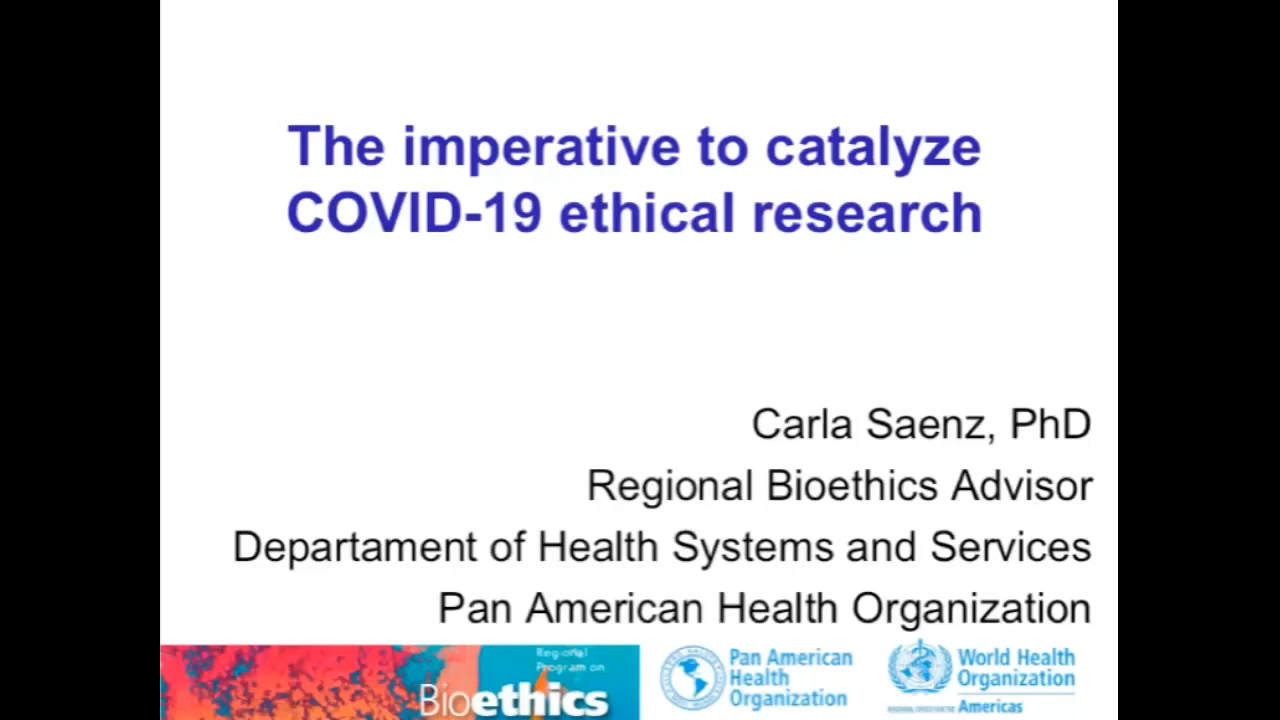 The imperative to catalyze
COVID-19 ethical research
Carla Saenz, PhD
Regional Bioethics Advisor
Departament of Health Systems and Services
Pan American Health Organization
Regional
Program on
Bioethics
Pan American
Health
Organization
World Health
Organization
Americas